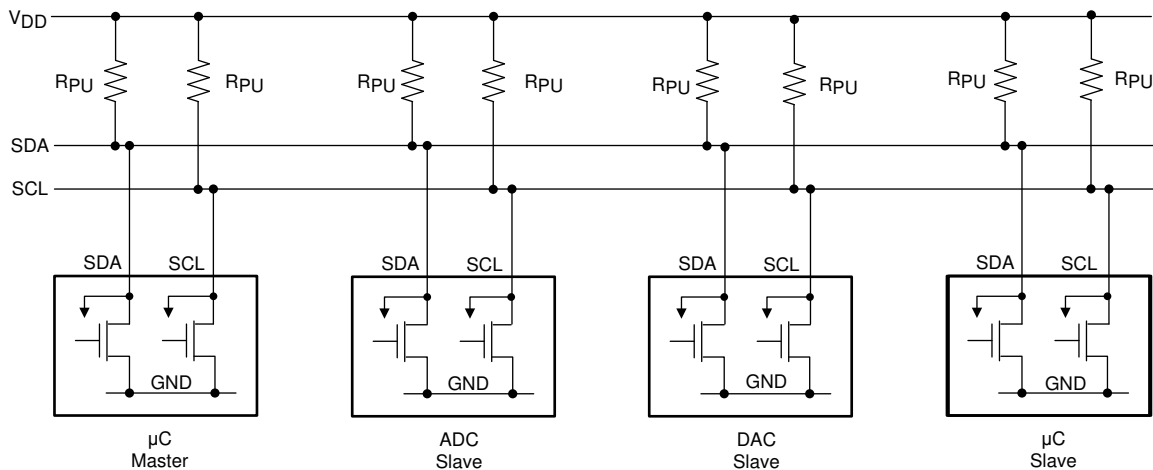 VDD
RPU RPU RPU RPU RPU RPU RPU RPU
SDA
SCL
SDA SCL SDA SCL SDA SCL SDA SCL
GND GND GND GND
µC
Master
ADC
Slave
DAC
Slave
µC
Slave